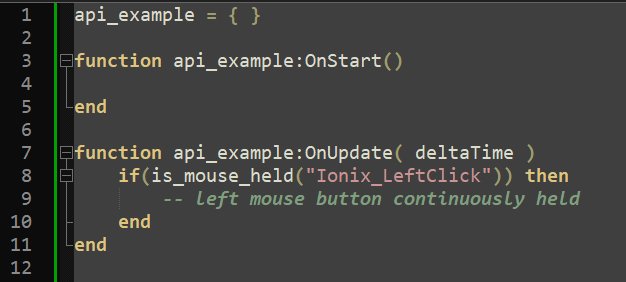 1 api_example = { }
2
3 function api_example:OnStart()
4
5 end
6
7 function api_example:OnUpdate( deltaTime )
8 if(is_mouse_held("Ionix_LeftClick")) then
9 -- left mouse button continuously held
10 end
11 end
12